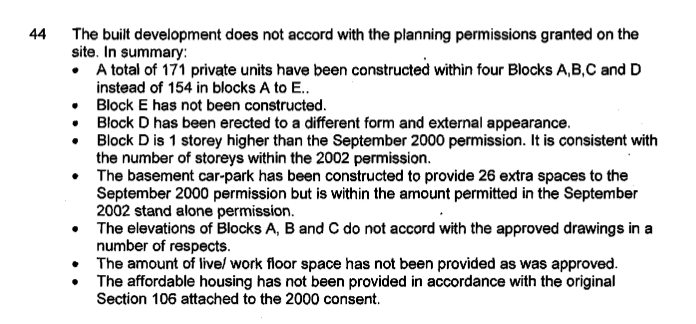 44 The built development does not accord with the planning permissions granted on the
site. In summary:
• A total of 171 private units have been constructed within four Blocks A,B,C and D
instead of 154 in blocks A to E..
• Block E has not been constructed.
• Block D has been erected to a different form and external appearance.
• Block D is 1 storey higher than the September 2000 permission. It is consistent with
the number of storeys within the 2002 permission.
• The basement car-park has been constructed to provide 26 extra spaces to the
September 2000 permission but is within the amount permitted in the September
2002 stand alone permission.
• The elevations of Blocks A, B and C do not accord with the approved drawings in a
number of respects.
• The amount of live/ work floor space has not been provided as was approved.
• The affordable housing has not been provided in accordance with the original
Section 106 attached to the 2000 consent.